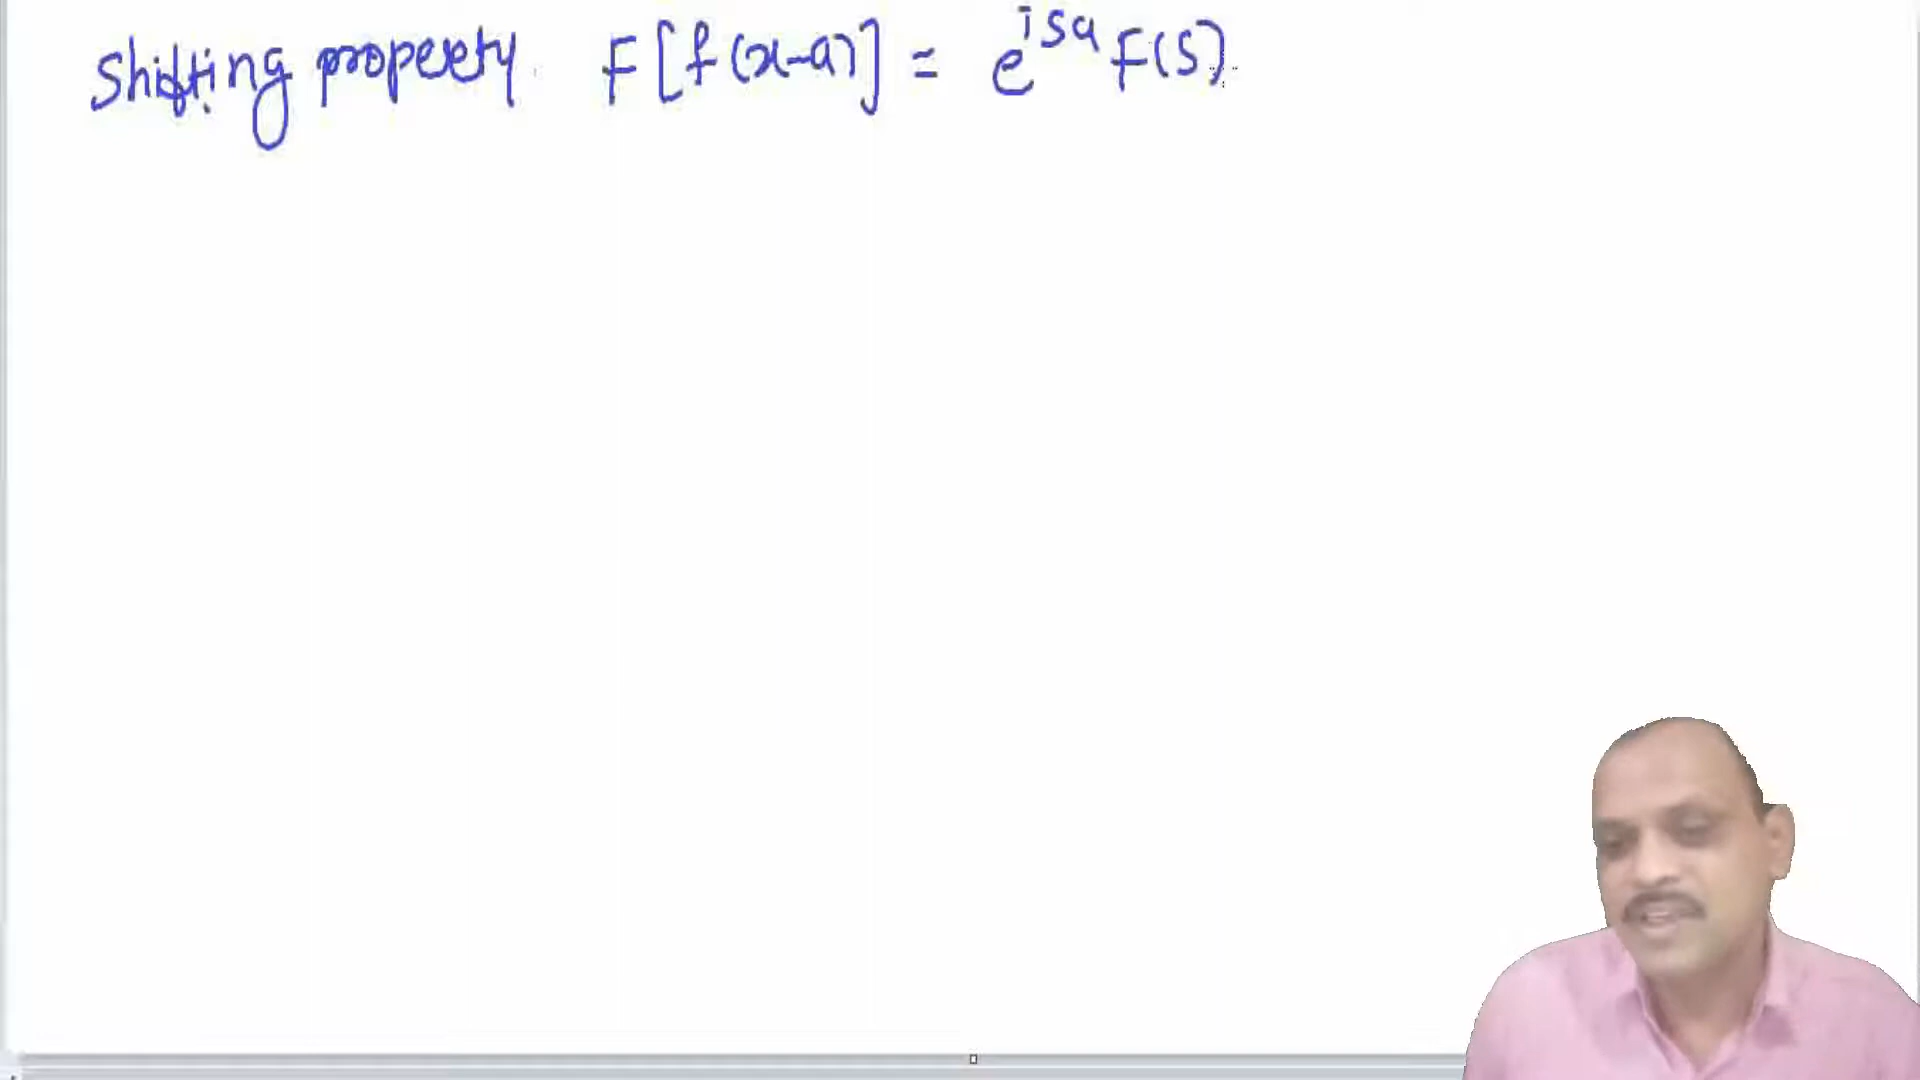 Shifting property. F[f(x-a)] = e^{isa} F(s).